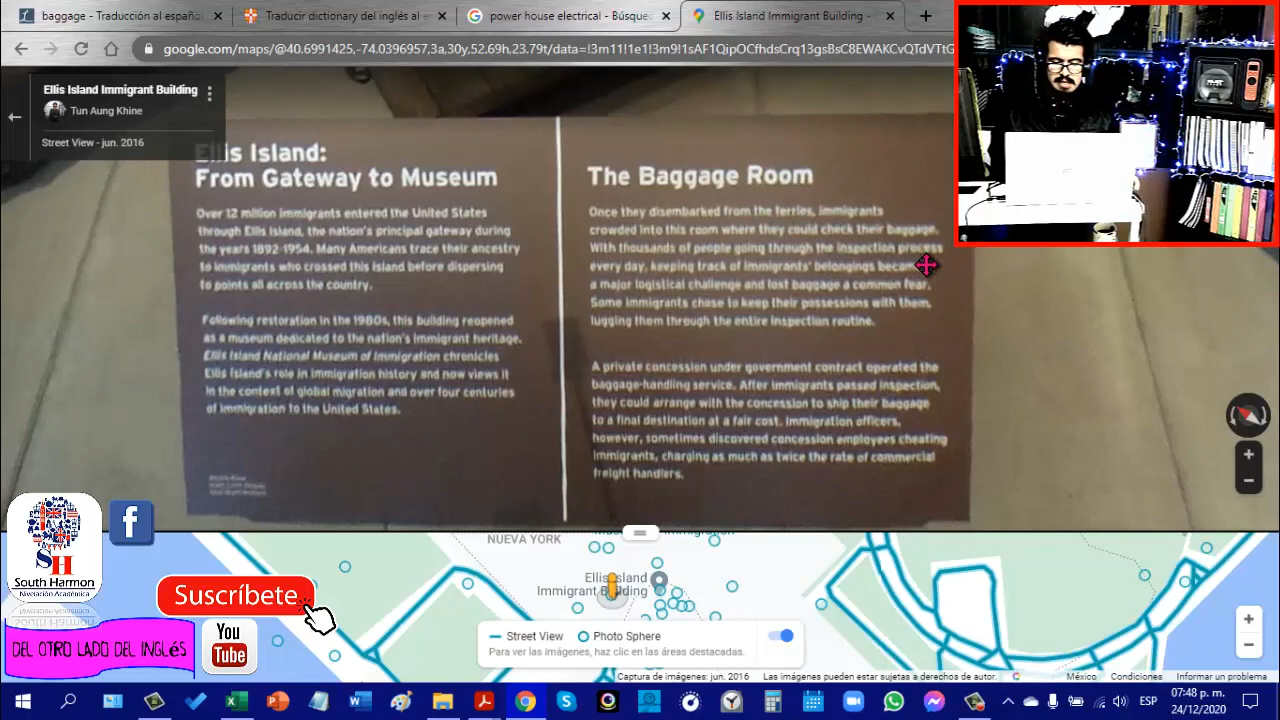 baggage - Traducción al español
Traducir dictionary del inglés al e
power house electrical - Búsque
Ellis Island Immigrant Building -
google.com/maps/@40.6991425,-74.0396957,3a,30y,52.69h,23.79t/data=!3m11!1e1!3m9!1sAF1QipOCfhdsCrq13gsBsC8EWAKCvQTdVTtG
Ellis Island Immigrant Building
Tun Aung Khine
Street View - jun. 2016
Ellis Island:
From Gateway to Museum
Over 12 million immigrants entered the United States
through Ellis Island, the nation's principal gateway during
the years 1892-1954. Many Americans trace their ancestry
to immigrants who crossed this island before dispersing
to points all across the country.
Following restoration in the 1980s, this building reopened
as a museum dedicated to the nation's immigrant heritage.
Ellis Island National Museum of Immigration chronicles
Ellis Island's role in immigration history and now views it
in the context of global migration and over four centuries
of immigration to the United States.
The Baggage Room
Once they disembarked from the ferries, immigrants
crowded into this room where they could check their baggage.
With thousands of people going through the inspection process
every day, keeping track of immigrants' belongings became
a major logistical challenge and lost baggage a common fear.
Some immigrants chose to keep their possessions with them,
lugging them through the entire inspection routine.
A private concession under government contract operated the
baggage-handling service. After immigrants passed inspection,
they could arrange with the concession to ship their baggage
to a final destination at a fair cost. Immigration officers,
however, sometimes discovered concession employees cheating
immigrants, charging as much as twice the rate of commercial
freight handlers.
SH
South Harmon
Nivelación Académica
Suscríbete
DEL OTRO LADO DEL INGLéS
You
Tube
NUEVA YORK
Ellis Island
Immigrant Building
Street View
Photo Sphere
Para ver las imágenes, haz clic en las áreas destacadas.
Captura de imágenes: jun. 2016
Las imágenes pueden estar sujetas a derechos de autor.
México
Condiciones
Informar un problema
ESP
07:48 p. m.
24/12/2020